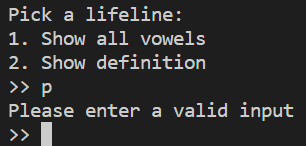 Pick a lifeline:
1. Show all vowels
2. Show definition
>> p
Please enter a valid input
>>